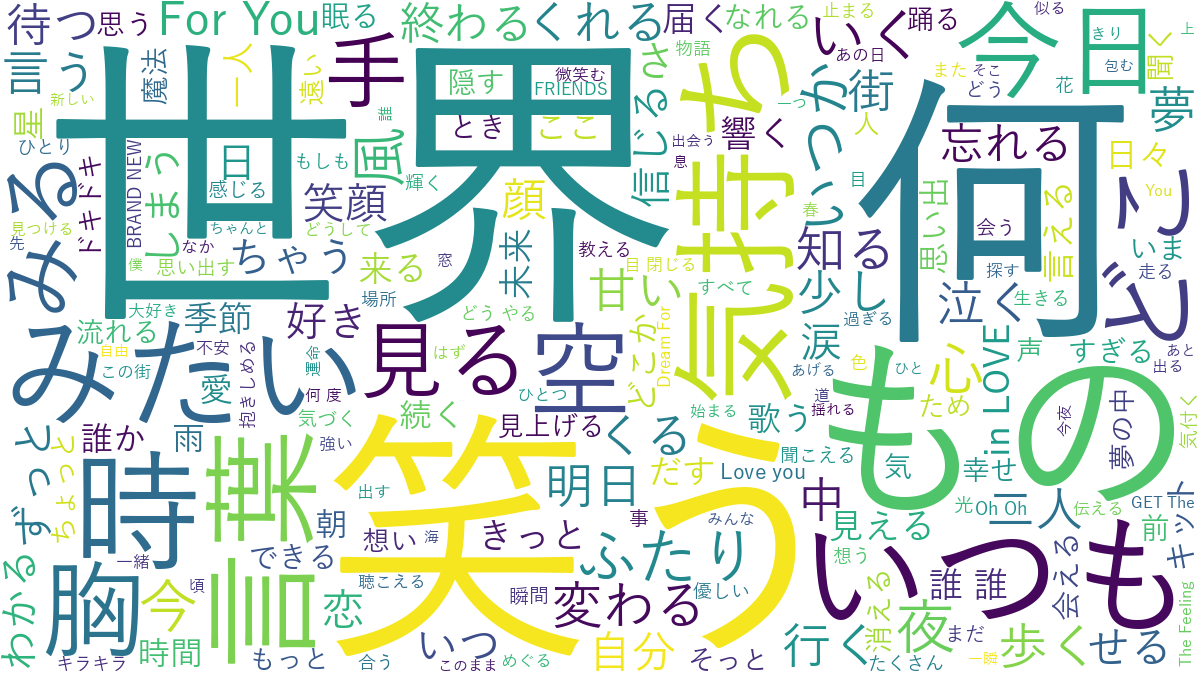 待つ
思う
For You
眠る
終わる
くれる
届く
なれる
止まる
踊る
いく
似る
今日
きり
上
言う
魔法
一人
遠い
手
隠す
微笑む
FRIENDS
さ
物語
あの日
また
そこ
どう
包む
聞く
新しい
星
誰
とき
ここ
信じる
一つ
いつか
街
花
夢
ひとり
日
もしも
風
響く
出会う
人
忘れる
日々
世界
何
気持ち
どこ
みる
ドキドキ
BRAND NEW
しまう
感じる
笑顔
輝く
顔
息
目
You
見つける
ちゃんと
どうして
春
思い出
会う
言える
いま
先
なか
ちゃう
未来
教える
知る
走る
僕
思い出す
来る
窓
目 閉じる
探す
大好き
場所
甘い
すべて
少し
泣く
生きる
流れる
季節
好き
どう やる
過ぎる
in LOVE
あと
みたい
自由
不安
運命
見る
はず
空
どこか
Dream For
あげる
涙
声
すぎる
出る
この街
愛
抱きしめる
何 度
ひとつ
道
色
ひと
心
ため
今夜
夢の中
気付く
ずっと
ちょっと
誰か
雨
気づく
続く
見上げる
くる
始まる
歌う
揺れる
もの
時
言葉
強い
笑う
明日
だす
Love you
聞こえる
気
幸せ
キット
出す
中
光
Oh Oh
二人
伝える
GET The
わかる
胸
一緒
できる
朝
想い
海
きっと
事
みんな
見える
前
いつも
頃
聴こえる
瞬間
ふたり
想う
誰 誰
会える
今
恋
変わる
優しい
消える
夜
The Feeling
時間
キラキラ
もっと
合う
いつ
このまま
めぐる
自分
そっと
行く
たくさん
まだ
一瞬
歩く
せる